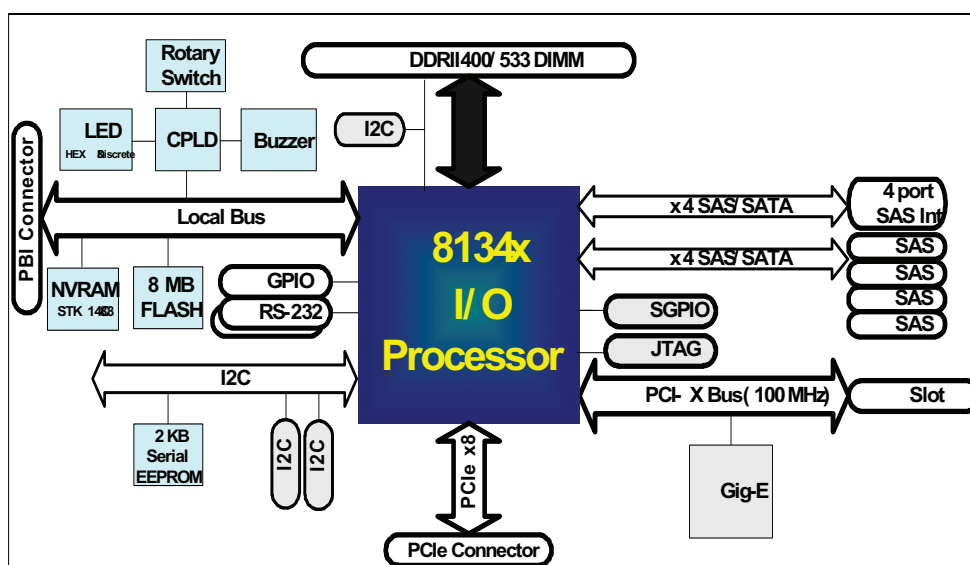 Rotary
Switch
DDRII400/ 533 DIMM
LED
HEX & Discrete
CPLD
Buzzer
I2C
PBI Connector
Local Bus
x4 SAS/ SATA
4 port
SAS Int
8134x
I/ O
Processor
x4 SAS/ SATA
SAS
SAS
SAS
SAS
NVRAM
STK
8 MB
FLASH
GPIO
RS-232
SGPIO
JTAG
I2C
PCI- X Bus( 100 MHz)
Slot
2 KB
Serial
EEPROM
I2C
I2C
PCIe x8
Gig-E
PCIe Connector